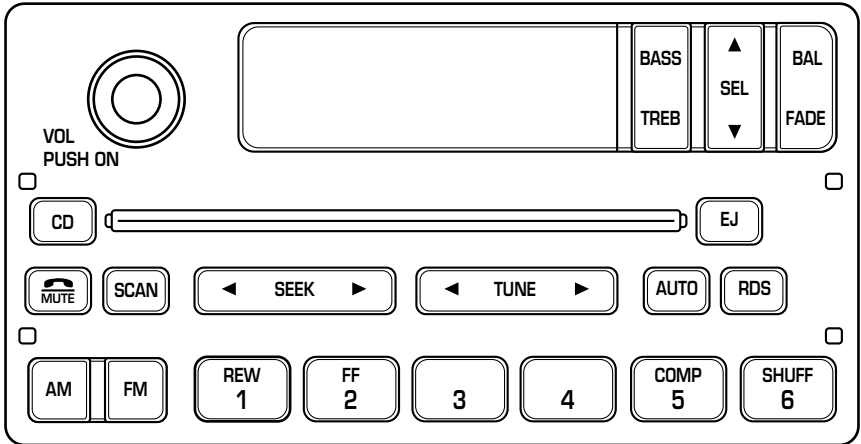 BASS
TREB
▲
SEL
▼
BAL
FADE
VOL
PUSH ON
CD
EJ
MUTE
SCAN
◄ SEEK ►
◄ TUNE ►
AUTO
RDS
AM
FM
REW
1
FF
2
3
4
COMP
5
SHUFF
6